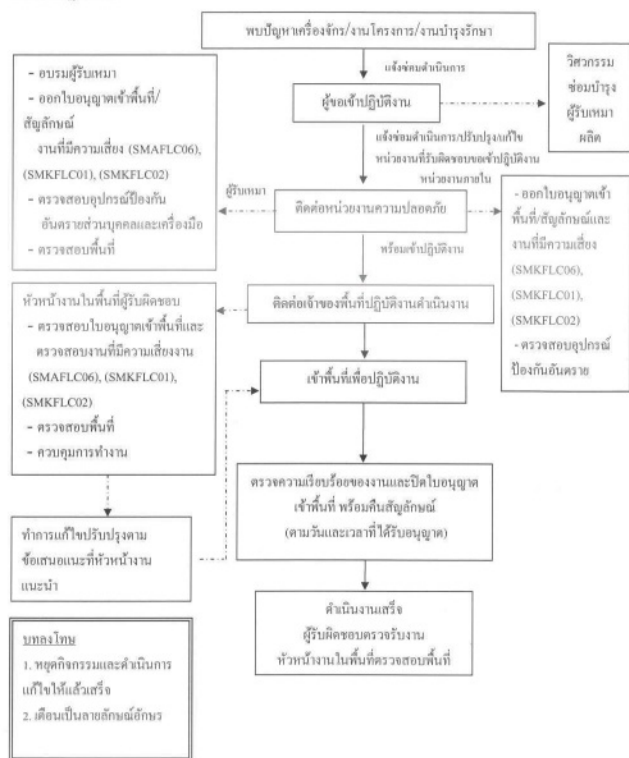 พบปัญหาเครื่องจักร/งานโครงการ/งานบำรุงรักษา
แจ้งซ่อมดำเนินการ
ผู้ขอเข้าปฏิบัติงาน
วิศวกรรม
ซ่อมบำรุง
ผู้รับเหมา
ผลิต
แจ้งซ่อมดำเนินการ/ปรับปรุง/แก้ไข
หน่วยงานที่รับผิดชอบขอเข้าปฏิบัติงาน
หน่วยงานภายใน
ผู้รับเหมา
ติดต่อหน่วยงานความปลอดภัย
- อบรมผู้รับเหมา
- ออกใบอนุญาตเข้าพื้นที่/
สัญลักษณ์
งานที่มีความเสี่ยง (SMAFLC06),
(SMKFLC01), (SMKFLC02)
- ตรวจสอบอุปกรณ์ป้องกัน
อันตรายส่วนบุคคลและเครื่องมือ
- ตรวจสอบพื้นที่
- ออกใบอนุญาตเข้า
พื้นที่/สัญลักษณ์และ
งานที่มีความเสี่ยง
(SMKFLC06),
(SMKFLC01),
(SMKFLC02)
- ตรวจสอบอุปกรณ์
ป้องกันอันตราย
พร้อมเข้าปฏิบัติงาน
ติดต่อเจ้าของพื้นที่ปฏิบัติงานดำเนินงาน
หัวหน้างานในพื้นที่ผู้รับผิดชอบ
- ตรวจสอบใบอนุญาตเข้าพื้นที่และ
ตรวจสอบงานที่มีความเสี่ยงงาน
(SMAFLC06), (SMKFLC01),
(SMKFLC02)
- ตรวจสอบพื้นที่
- ควบคุมการทำงาน
เข้าพื้นที่เพื่อปฏิบัติงาน
ทำการแก้ไขปรับปรุงตาม
ข้อเสนอแนะที่หัวหน้างาน
แนะนำ
ตรวจความเรียบร้อยของงานและปิดใบอนุญาต
เข้าพื้นที่ พร้อมคืนสัญลักษณ์
(ตามวันและเวลาที่ได้รับอนุญาต)
ดำเนินงานเสร็จ
ผู้รับผิดชอบตรวจรับงาน
หัวหน้างานในพื้นที่ตรวจสอบพื้นที่
บทลงโทษ
1. หยุดกิจกรรมและดำเนินการ
แก้ไขให้แล้วเสร็จ
2. เตือนเป็นลายลักษณ์อักษร